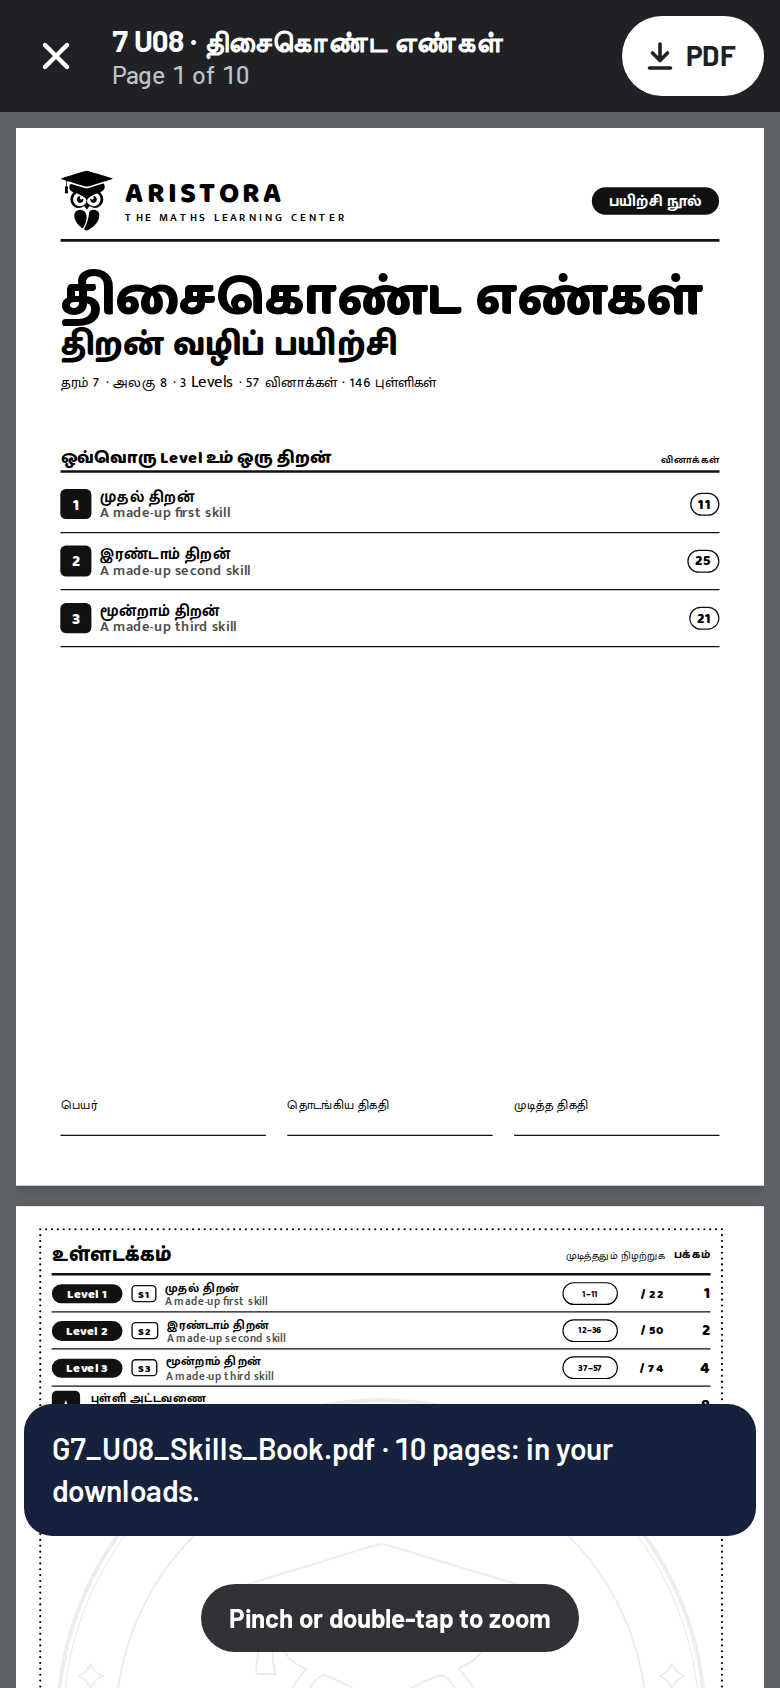 7 U08 · திசைகொண்ட எண்கள்
Page 1 of 10
PDF
ARISTORA
THE MATHS LEARNING CENTER
பயிற்சி நூல்
திசைகொண்ட எண்கள்
திறன் வழிப் பயிற்சி
தரம் 7 · அலகு 8 · 3 Levels · 57 வினாக்கள் · 146 புள்ளிகள்
ஒவ்வொரு Level உம் ஒரு திறன்
வினாக்கள்
1 முதல் திறன் 11
A made-up first skill
2 இரண்டாம் திறன் 25
A made-up second skill
3 மூன்றாம் திறன் 21
A made-up third skill
பெயர்
தொடங்கிய திகதி
முடித்த திகதி
உள்ளடக்கம்
முடித்ததும் நிழற்றுக பக்கம்
Level 1 S1 முதல் திறன் 1–11 / 22 1
A made-up first skill
Level 2 S2 இரண்டாம் திறன் 12–36 / 50 2
A made-up second skill
Level 3 S3 மூன்றாம் திறன் 37–57 / 74 4
A made-up third skill
புள்ளி அட்டவணை
G7_U08_Skills_Book.pdf · 10 pages: in your
downloads.
Pinch or double-tap to zoom